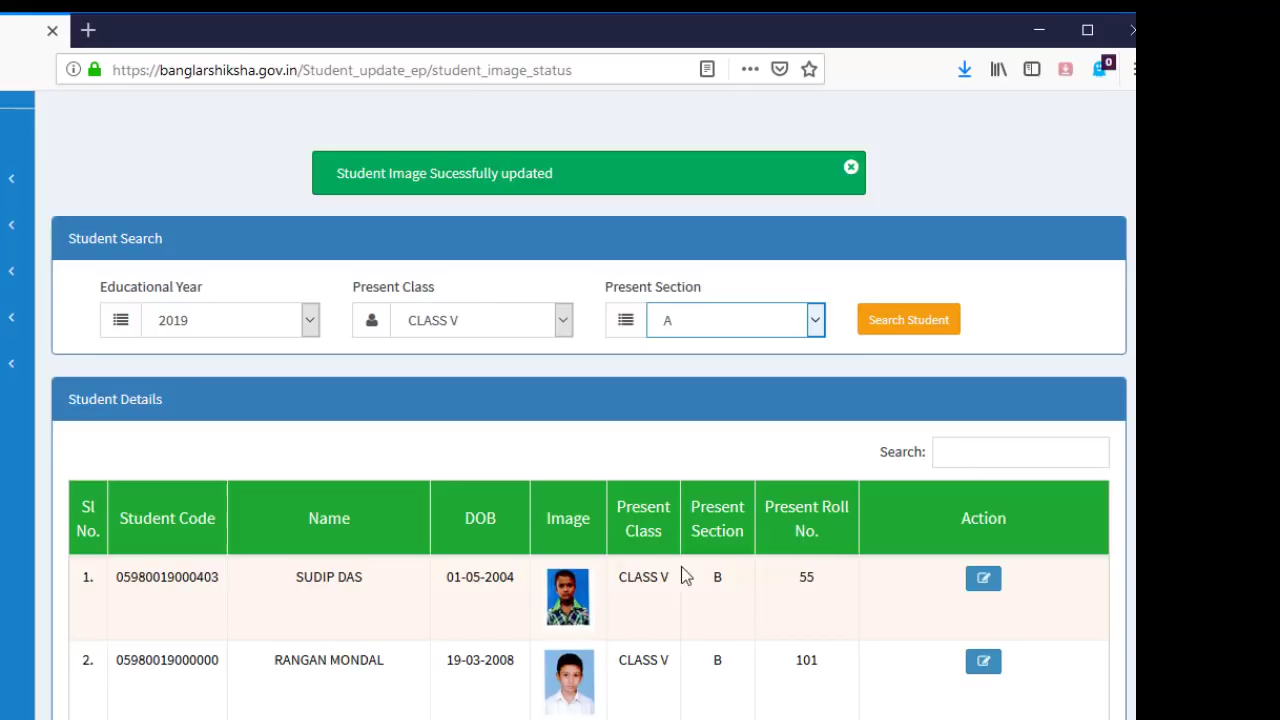 https://banglarshiksha.gov.in/Student_update_ep/student_image_status
0
Student Image Sucessfully updated
Student Search
Educational Year Present Class Present Section
2019 CLASS V A Search Student
Student Details
Search:
Sl No. Student Code Name DOB Image Present Class Present Section Present Roll No. Action
1. 05980019000403 SUDIP DAS 01-05-2004 CLASS V B 55
2. 05980019000000 RANGAN MONDAL 19-03-2008 CLASS V B 101